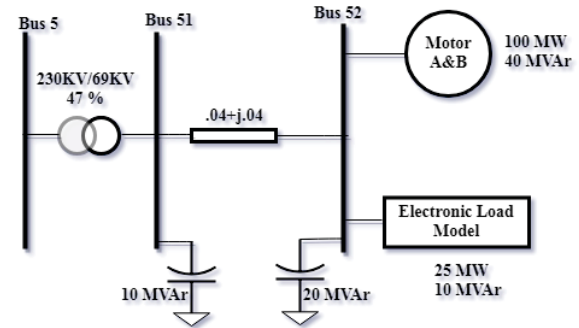 Bus 5
Bus 51
Bus 52
Motor
A&B
100 MW
40 MVAr
230KV/69KV
47 %
.04+j.04
Electronic Load
Model
25 MW
10 MVAr
10 MVAr
20 MVAr